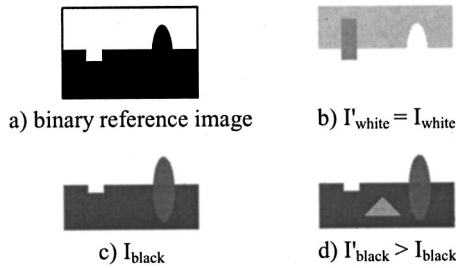 a) binary reference image
b) I'white = Iwhite
c) Iblack
d) I'black > Iblack